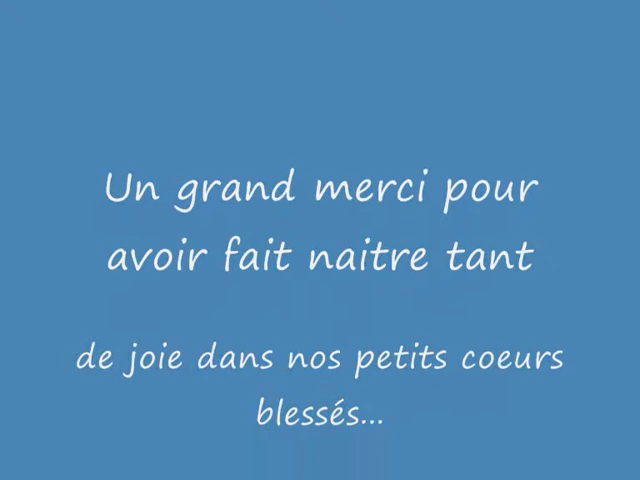 Un grand merci pour
avoir fait naitre tant
de joie dans nos petits coeurs
blessés...